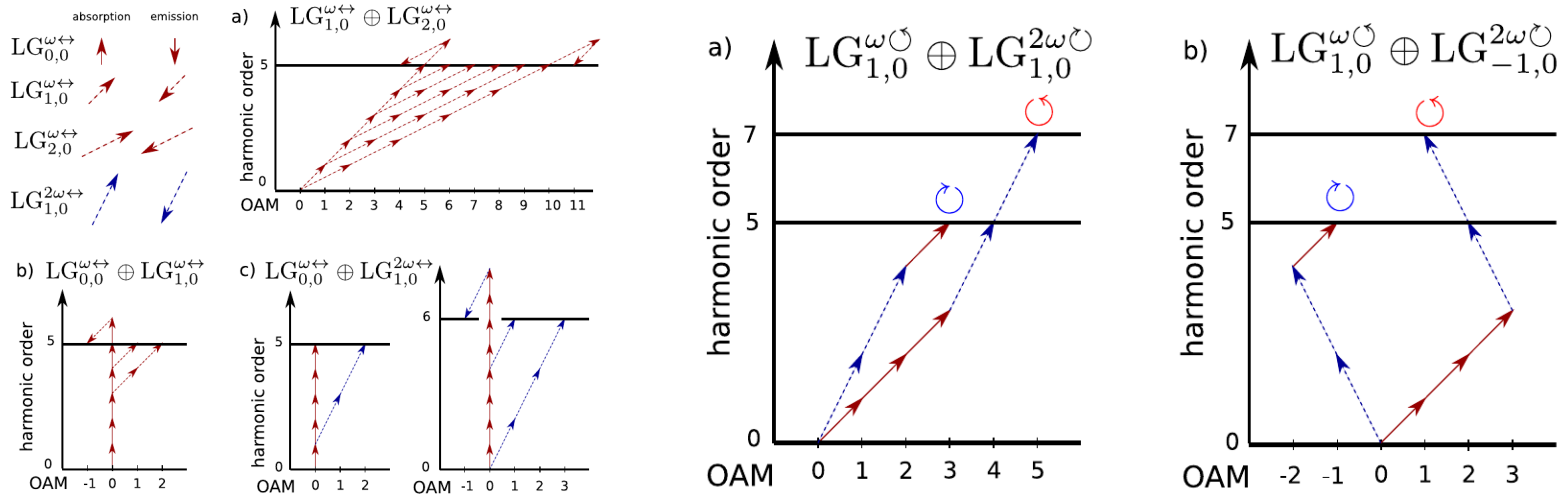 absorption emission
LG^{ω↔}_{0,0}
LG^{ω↔}_{1,0}
LG^{ω↔}_{2,0}
LG^{2ω↔}_{1,0}
a) LG^{ω↔}_{1,0} ⊕ LG^{ω↔}_{2,0}
harmonic order
5
0
OAM 0 1 2 3 4 5 6 7 8 9 10 11
b) LG^{ω↔}_{0,0} ⊕ LG^{ω↔}_{1,0}
harmonic order
5
0
OAM -1 0 1 2
c) LG^{ω↔}_{0,0} ⊕ LG^{2ω↔}_{1,0}
harmonic order
5
0
OAM 0 1 2
6
0
OAM -1 0 1 2 3
a) LG^{ω↺}_{1,0} ⊕ LG^{2ω↻}_{1,0}
harmonic order
7
5
0
OAM 0 1 2 3 4 5
b) LG^{ω↺}_{1,0} ⊕ LG^{2ω↻}_{-1,0}
harmonic order
7
5
0
OAM -2 -1 0 1 2 3